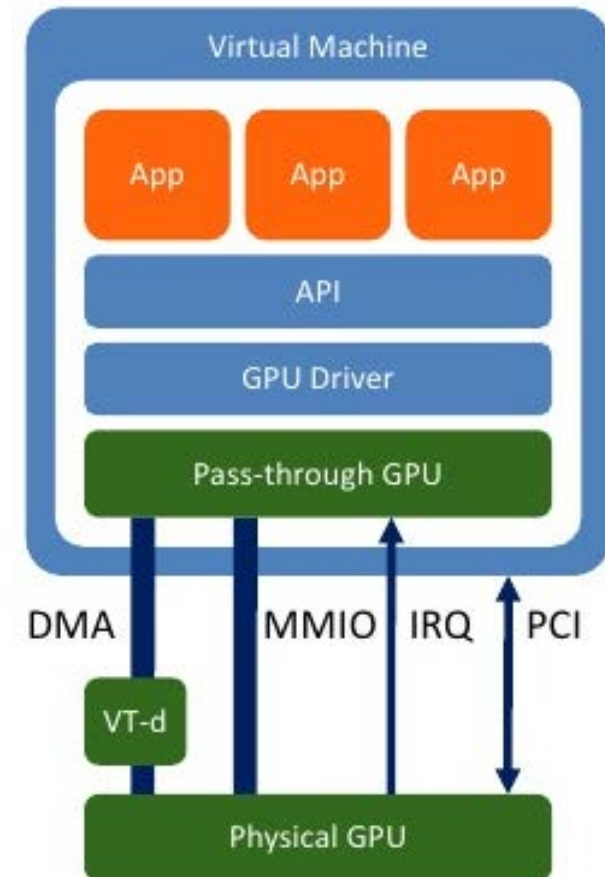 Virtual Machine
App App App
API
GPU Driver
Pass-through GPU
DMA MMIO IRQ PCI
VT-d
Physical GPU